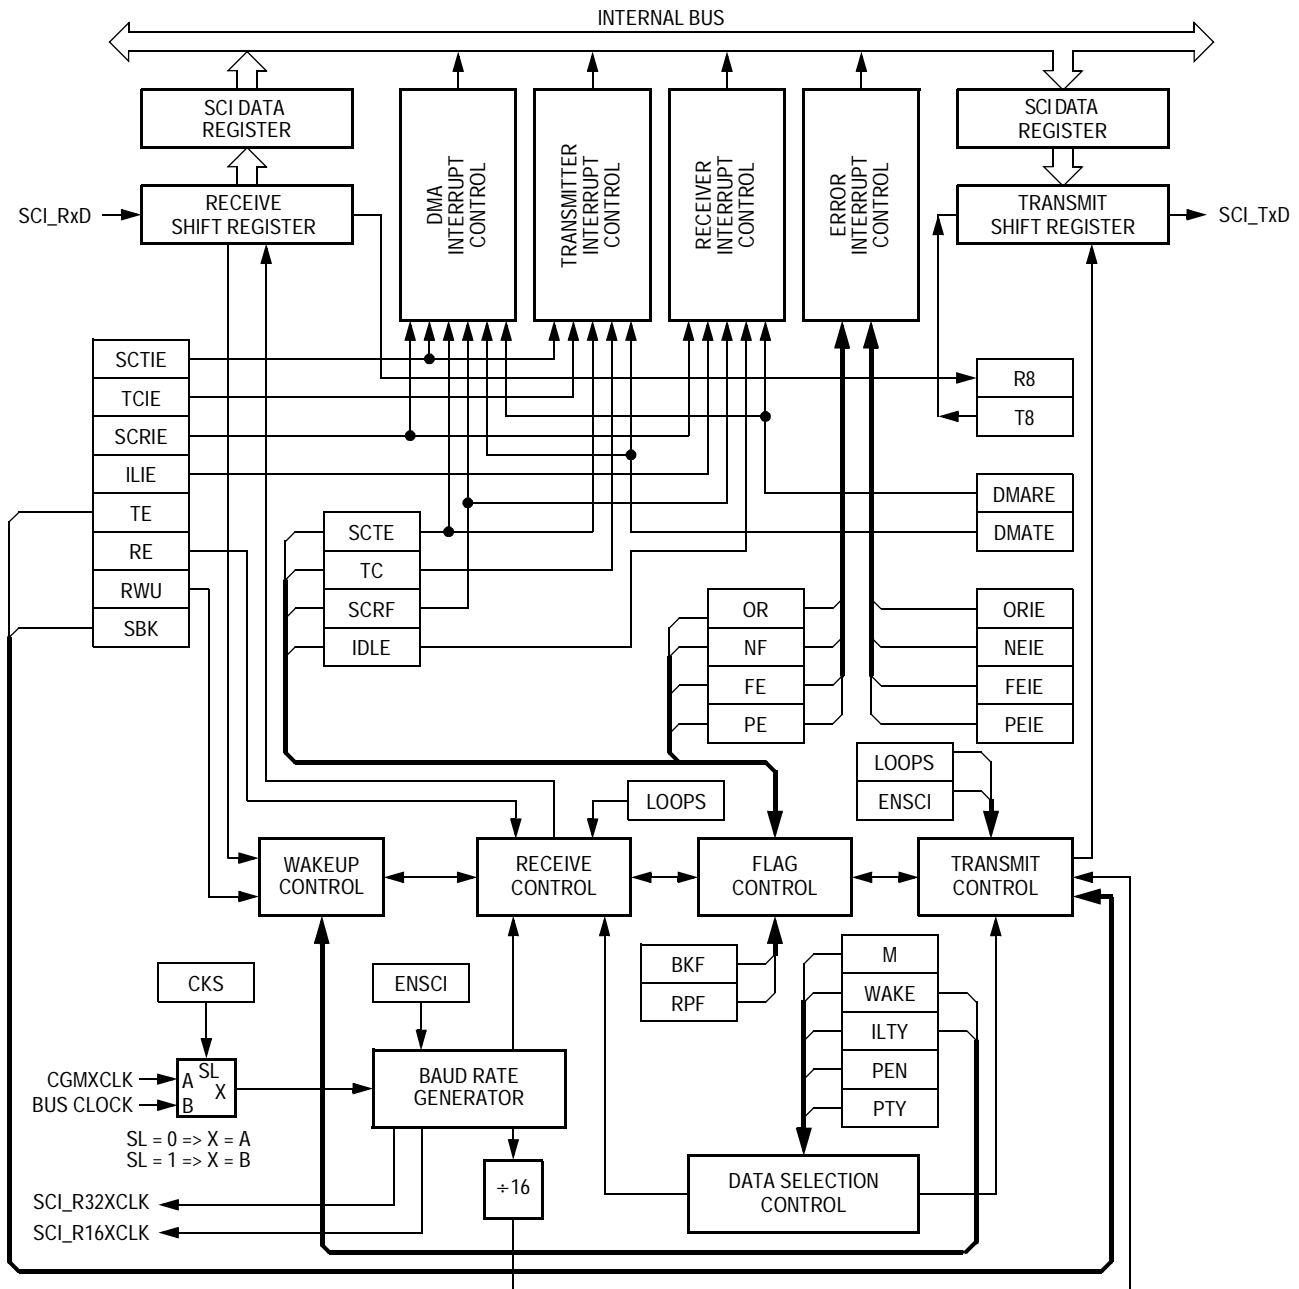 INTERNAL BUS
SCI DATA
REGISTER
SCI DATA
REGISTER
DMA
INTERRUPT
CONTROL
TRANSMITTER
INTERRUPT
CONTROL
RECEIVER
INTERRUPT
CONTROL
ERROR
INTERRUPT
CONTROL
SCI_RxD
RECEIVE
SHIFT REGISTER
TRANSMIT
SHIFT REGISTER
SCI_TxD
SCTIE
TCIE
SCRIE
ILIE
TE
RE
RWU
SBK
R8
T8
DMARE
DMATE
SCTE
TC
SCRF
IDLE
OR
NF
FE
PE
ORIE
NEIE
FEIE
PEIE
LOOPS
ENSCI
LOOPS
WAKEUP
CONTROL
RECEIVE
CONTROL
FLAG
CONTROL
TRANSMIT
CONTROL
BKF
RPF
M
WAKE
ILTY
PEN
PTY
CKS
ENSCI
CGMXCLK
BUS CLOCK
SL
A
X
B
SL = 0 => X = A
SL = 1 => X = B
BAUD RATE
GENERATOR
÷16
DATA SELECTION
CONTROL
SCI_R32XCLK
SCI_R16XCLK